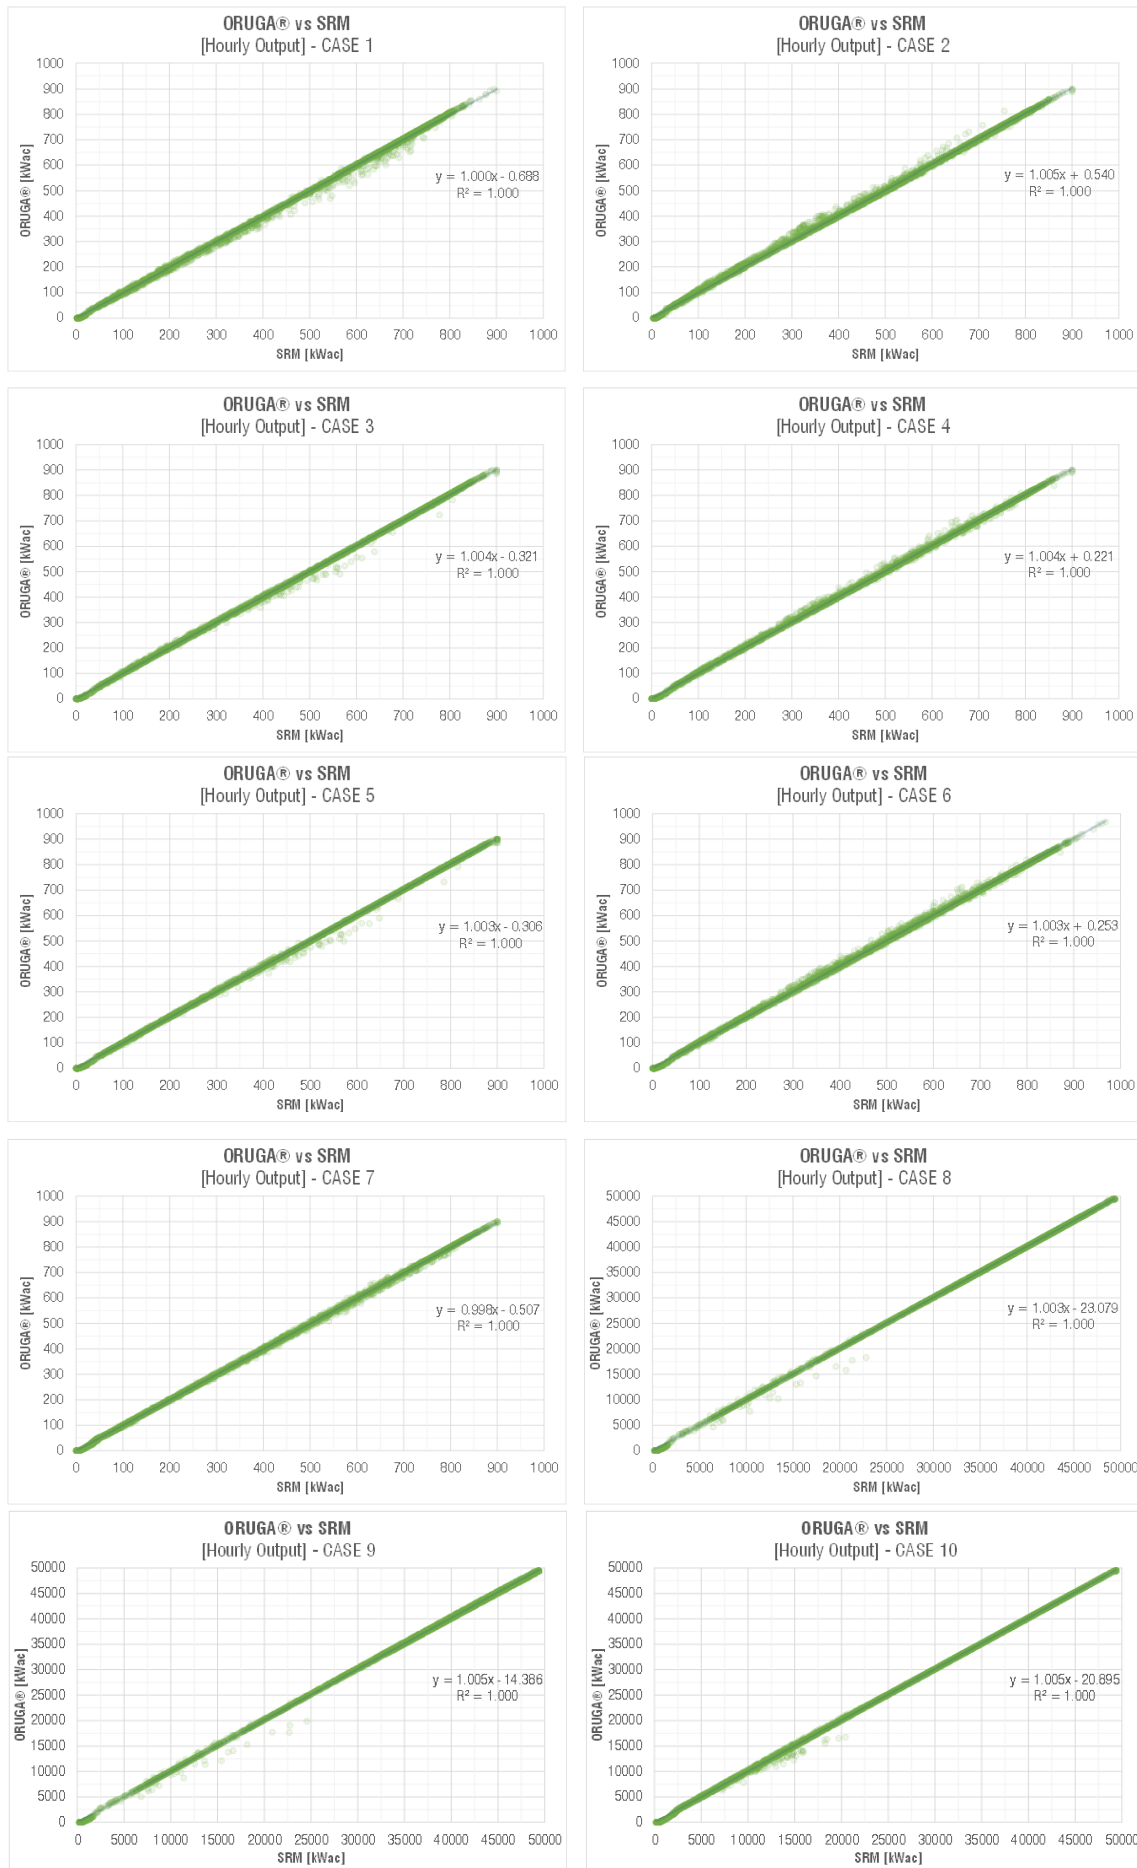 ORUGA® vs SRM
[Hourly Output] - CASE 1
1000
900
800
700
600
500
400
300
200
100
0
ORUGA® [kWac]
y = 1.000x - 0.688
R² = 1.000
0 100 200 300 400 500 600 700 800 900 1000
SRM [kWac]
ORUGA® vs SRM
[Hourly Output] - CASE 2
1000
900
800
700
600
500
400
300
200
100
0
ORUGA® [kWac]
y = 1.005x + 0.540
R² = 1.000
0 100 200 300 400 500 600 700 800 900 1000
SRM [kWac]
ORUGA® vs SRM
[Hourly Output] - CASE 3
1000
900
800
700
600
500
400
300
200
100
0
ORUGA® [kWac]
y = 1.004x - 0.321
R² = 1.000
0 100 200 300 400 500 600 700 800 900 1000
SRM [kWac]
ORUGA® vs SRM
[Hourly Output] - CASE 4
1000
900
800
700
600
500
400
300
200
100
0
ORUGA® [kWac]
y = 1.004x + 0.221
R² = 1.000
0 100 200 300 400 500 600 700 800 900 1000
SRM [kWac]
ORUGA® vs SRM
[Hourly Output] - CASE 5
1000
900
800
700
600
500
400
300
200
100
0
ORUGA® [kWac]
y = 1.003x - 0.306
R² = 1.000
0 100 200 300 400 500 600 700 800 900 1000
SRM [kWac]
ORUGA® vs SRM
[Hourly Output] - CASE 6
1000
900
800
700
600
500
400
300
200
100
0
ORUGA® [kWac]
y = 1.003x + 0.253
R² = 1.000
0 100 200 300 400 500 600 700 800 900 1000
SRM [kWac]
ORUGA® vs SRM
[Hourly Output] - CASE 7
1000
900
800
700
600
500
400
300
200
100
0
ORUGA® [kWac]
y = 0.998x - 0.507
R² = 1.000
0 100 200 300 400 500 600 700 800 900 1000
SRM [kWac]
ORUGA® vs SRM
[Hourly Output] - CASE 8
50000
45000
40000
35000
30000
25000
20000
15000
10000
5000
0
ORUGA® [kWac]
y = 1.003x - 23.079
R² = 1.000
0 5000 10000 15000 20000 25000 30000 35000 40000 45000 50000
SRM [kWac]
ORUGA® vs SRM
[Hourly Output] - CASE 9
50000
45000
40000
35000
30000
25000
20000
15000
10000
5000
0
ORUGA® [kWac]
y = 1.005x - 14.386
R² = 1.000
0 5000 10000 15000 20000 25000 30000 35000 40000 45000 50000
SRM [kWac]
ORUGA® vs SRM
[Hourly Output] - CASE 10
50000
45000
40000
35000
30000
25000
20000
15000
10000
5000
0
ORUGA® [kWac]
y = 1.005x - 20.895
R² = 1.000
0 5000 10000 15000 20000 25000 30000 35000 40000 45000 50000
SRM [kWac]